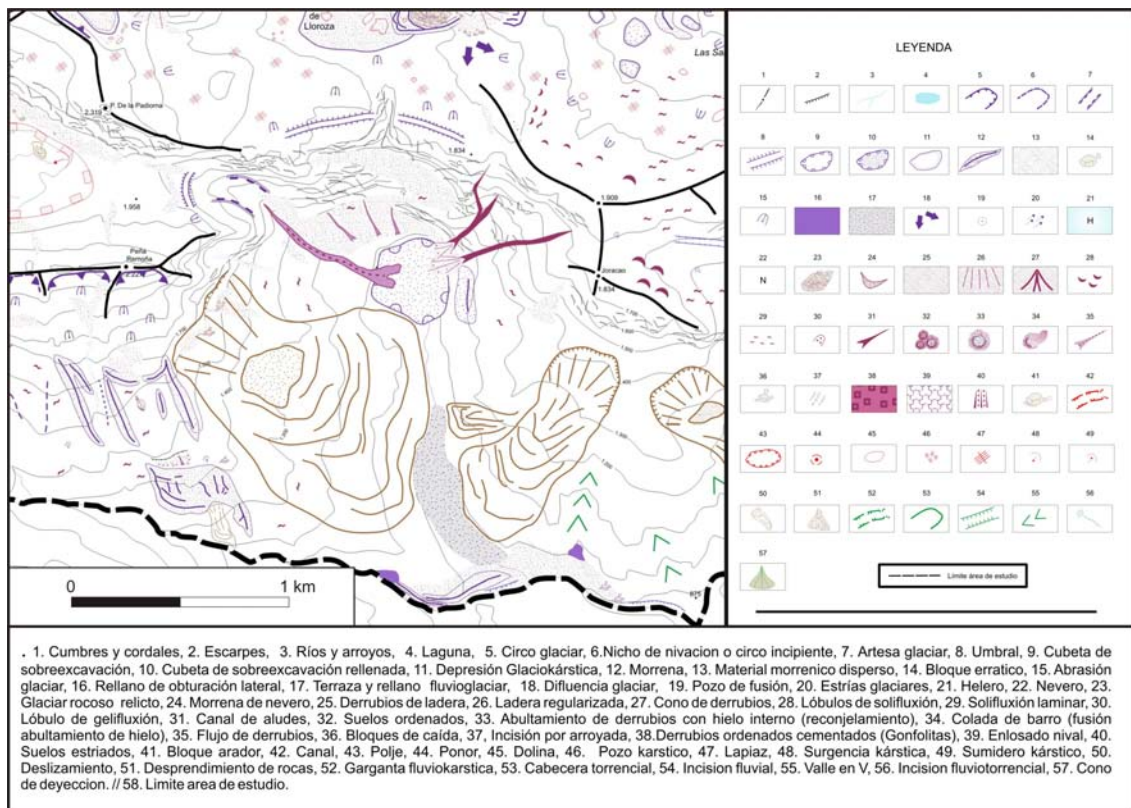 de
Lloroza
Las Sa
P. De la Padiorna
2.319
1.834
1.958
1.909
Peña
Remoña
Joracao
1.834
0 1 km
LEYENDA
1 2 3 4 5 6 7
8 9 10 11 12 13 14
15 16 17 18 19 20 21
H
22 23 24 25 26 27 28
N
29 30 31 32 33 34 35
36 37 38 39 40 41 42
43 44 45 46 47 48 49
50 51 52 53 54 55 56
57
Límite área de estudio
. 1. Cumbres y cordales, 2. Escarpes, 3. Ríos y arroyos, 4. Laguna, 5. Circo glaciar, 6.Nicho de nivacion o circo incipiente, 7. Artesa glaciar, 8. Umbral, 9. Cubeta de
sobreexcavación, 10. Cubeta de sobreexcavación rellenada, 11. Depresión Glaciokárstica, 12. Morrena, 13. Material morrenico disperso, 14. Bloque erratico, 15. Abrasión
glaciar, 16. Rellano de obturación lateral, 17. Terraza y rellano fluvioglaciar, 18. Difluencia glaciar, 19. Pozo de fusión, 20. Estrías glaciares, 21. Helero, 22. Nevero, 23.
Glaciar rocoso relicto, 24. Morrena de nevero, 25. Derrubios de ladera, 26. Ladera regularizada, 27. Cono de derrubios, 28. Lóbulos de solifluxión, 29. Solifluxión laminar, 30.
Lóbulo de gelifluxión, 31. Canal de aludes, 32. Suelos ordenados, 33. Abultamiento de derrubios con hielo interno (reconjelamiento), 34. Colada de barro (fusión
abultamiento de hielo), 35. Flujo de derrubios, 36. Bloques de caída, 37, Incisión por arroyada, 38.Derrubios ordenados cementados (Gonfolitas), 39. Enlosado nival, 40.
Suelos estriados, 41. Bloque arador, 42. Canal, 43. Polje, 44. Ponor, 45. Dolina, 46. Pozo karstico, 47. Lapiaz, 48. Surgencia kárstica, 49. Sumidero kárstico, 50.
Deslizamiento, 51. Desprendimiento de rocas, 52. Garganta fluviokarstica, 53. Cabecera torrencial, 54. Incision fluvial, 55. Valle en V, 56. Incision fluviotorrencial, 57. Cono
de deyeccion. // 58. Limite area de estudio.